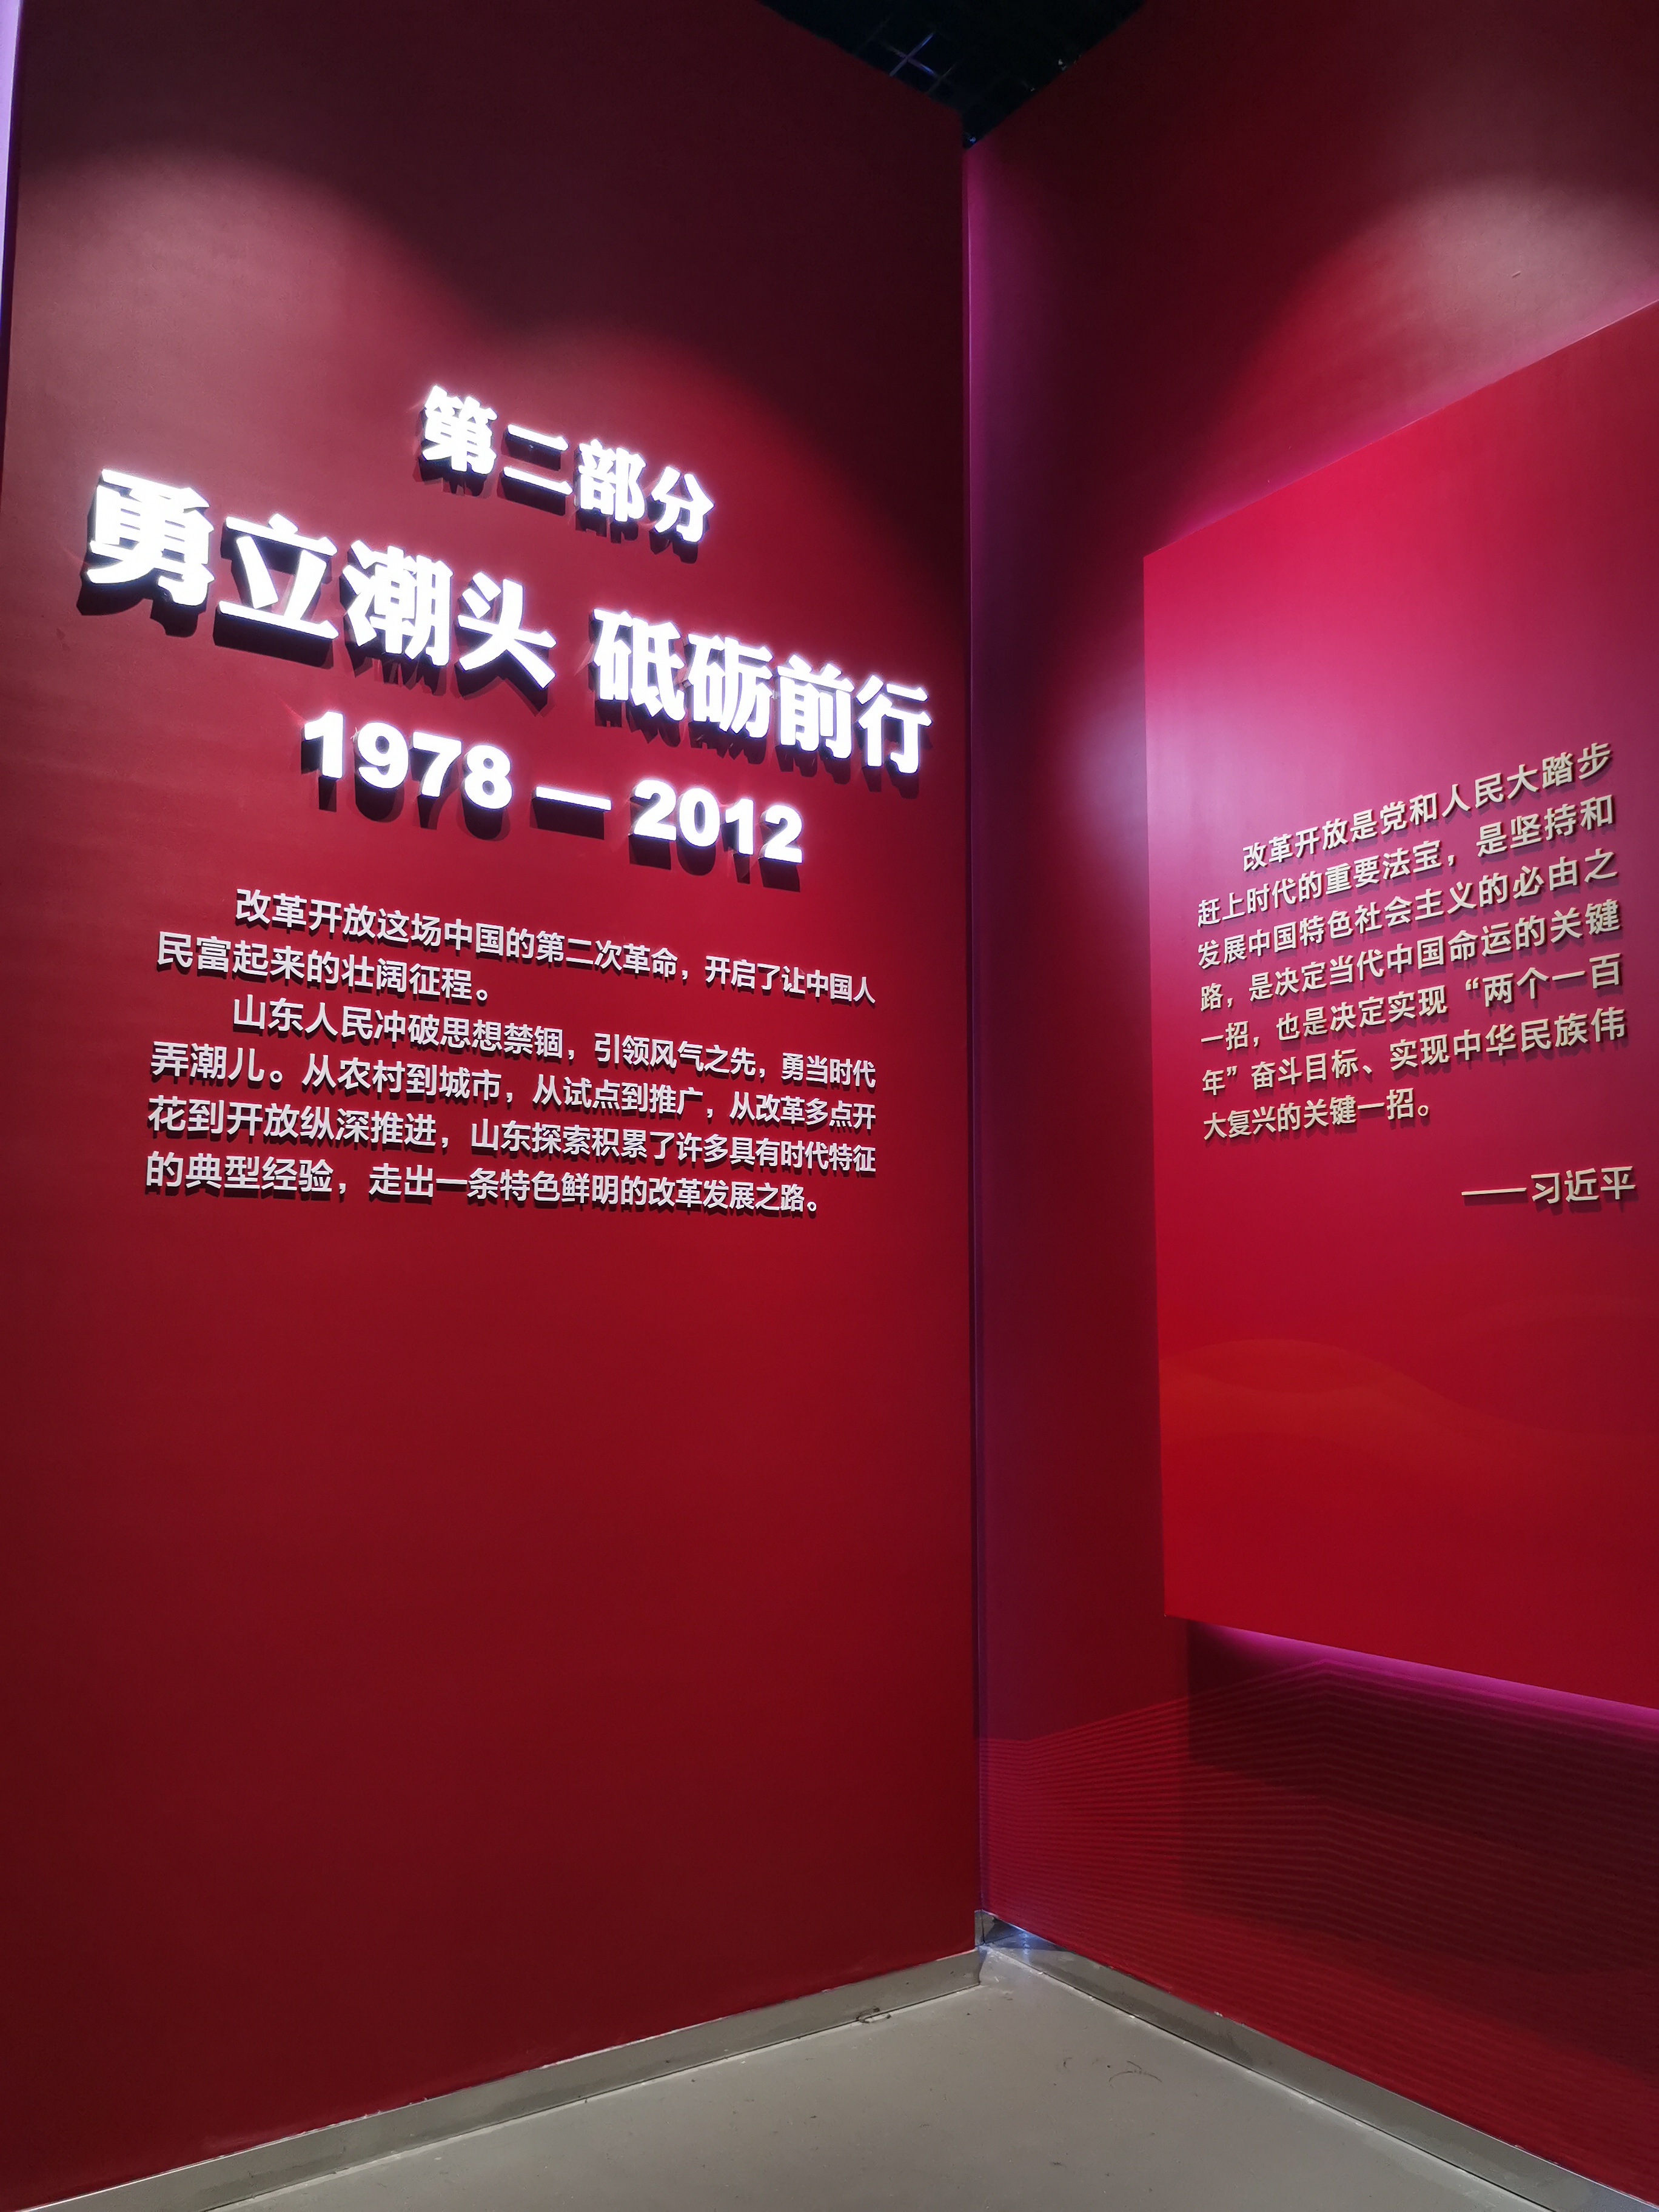 第二部分
勇立潮头 砥砺前行
1978 — 2012
改革开放这场中国的第二次革命，开启了让中国人
民富起来的壮阔征程。
山东人民冲破思想禁锢，引领风气之先，勇当时代
弄潮儿。从农村到城市，从试点到推广，从改革多点开
花到开放纵深推进，山东探索积累了许多具有时代特征
的典型经验，走出一条特色鲜明的改革发展之路。
改革开放是党和人民大踏步
赶上时代的重要法宝，是坚持和
发展中国特色社会主义的必由之
路，是决定当代中国命运的关键
一招，也是决定实现“两个一百
年”奋斗目标、实现中华民族伟
大复兴的关键一招。
——习近平